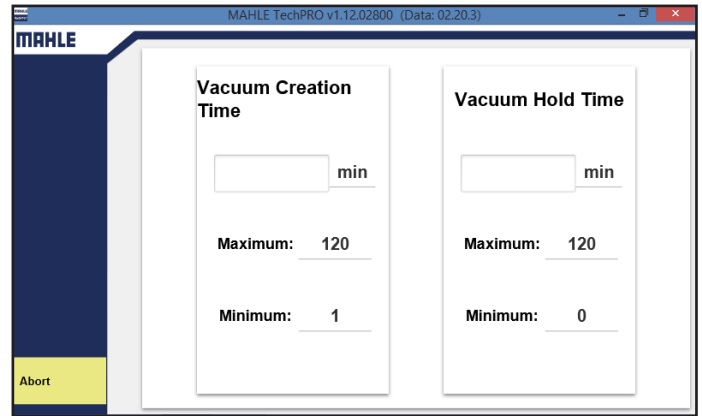 MAHLE TechPRO v1.12.02800 (Data: 02.20.3)
MAHLE
Vacuum Creation
Time
min
Maximum: 120
Minimum: 1
Vacuum Hold Time
min
Maximum: 120
Minimum: 0
Abort